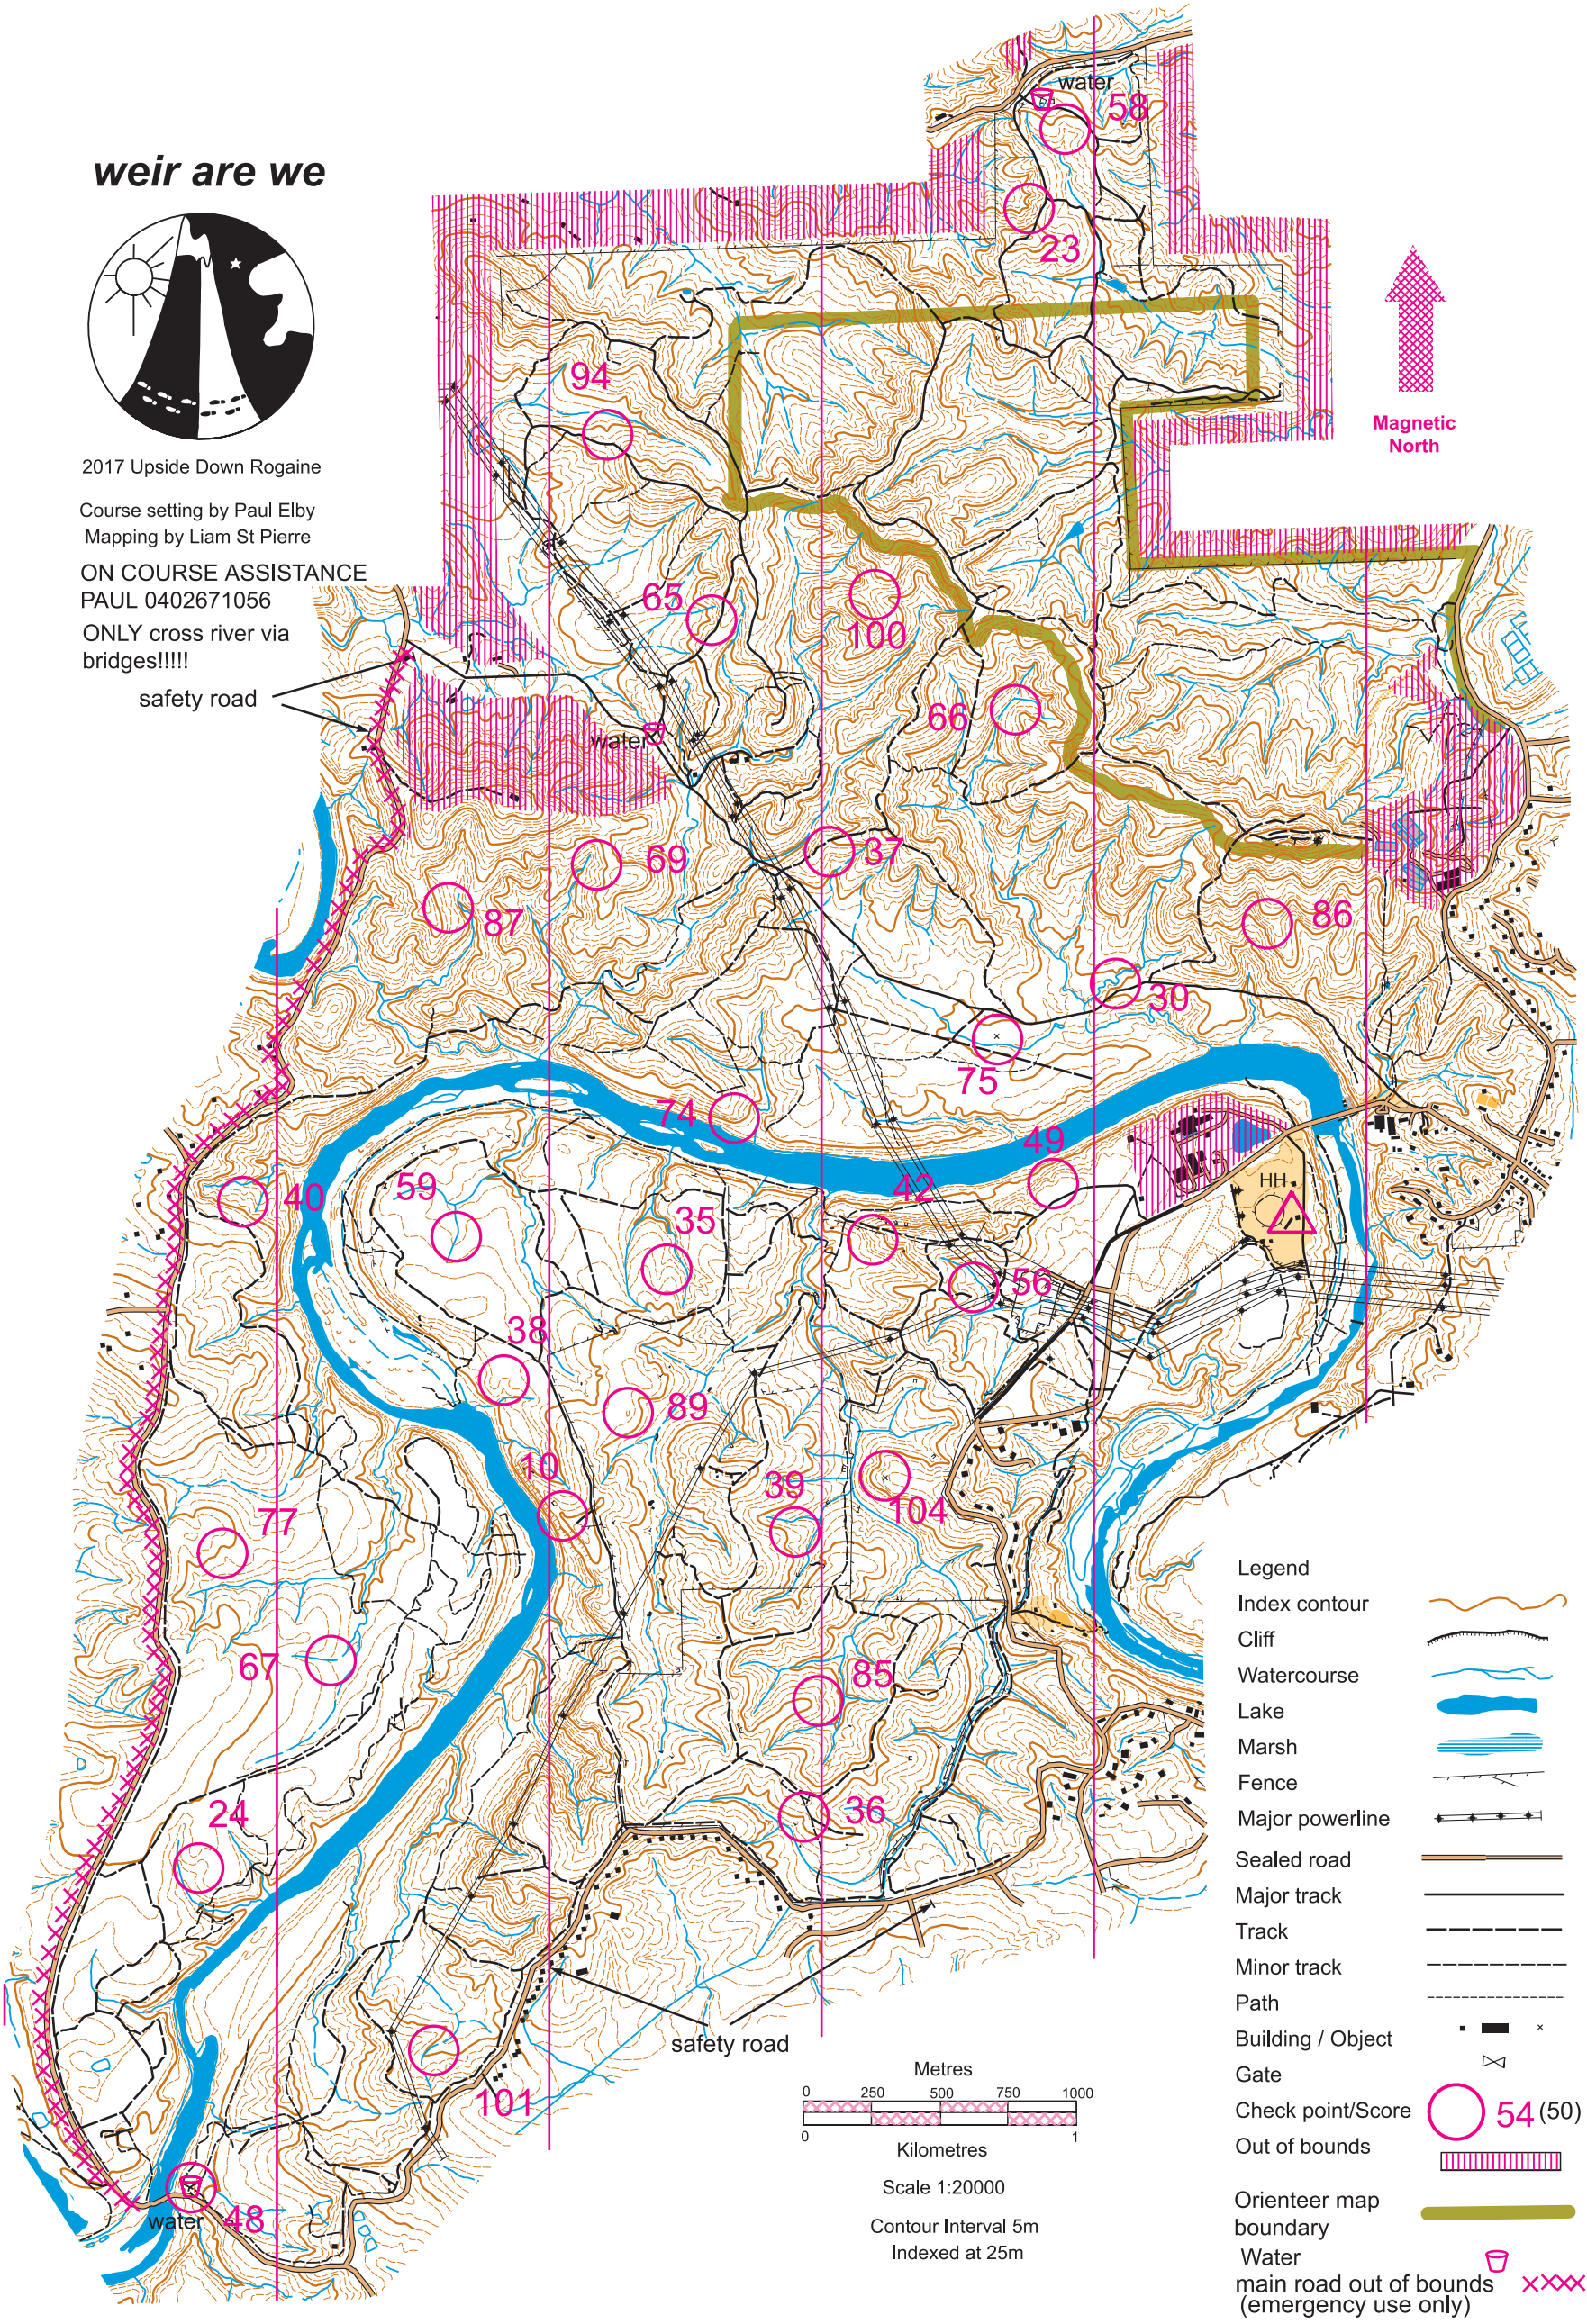 weir are we
2017 Upside Down Rogaine
Course setting by Paul Elby
Mapping by Liam St Pierre
ON COURSE ASSISTANCE
PAUL 0402671056
ONLY cross river via
bridges!!!!!
safety road
water
58
23
Magnetic
North
94
65
100
66
water
37
69
87
86
30
75
74
49
HH
42
40
59
35
56
38
89
10
39
104
77
67
85
24
36
101
safety road
48
water
Metres
0 250 500 750 1000
0 1
Kilometres
Scale 1:20000
Contour Interval 5m
Indexed at 25m
Legend
Index contour
Cliff
Watercourse
Lake
Marsh
Fence
Major powerline
Sealed road
Major track
Track
Minor track
Path
Building / Object
Gate
Check point/Score 54 (50)
Out of bounds
Orienteer map
boundary
Water
main road out of bounds
(emergency use only)